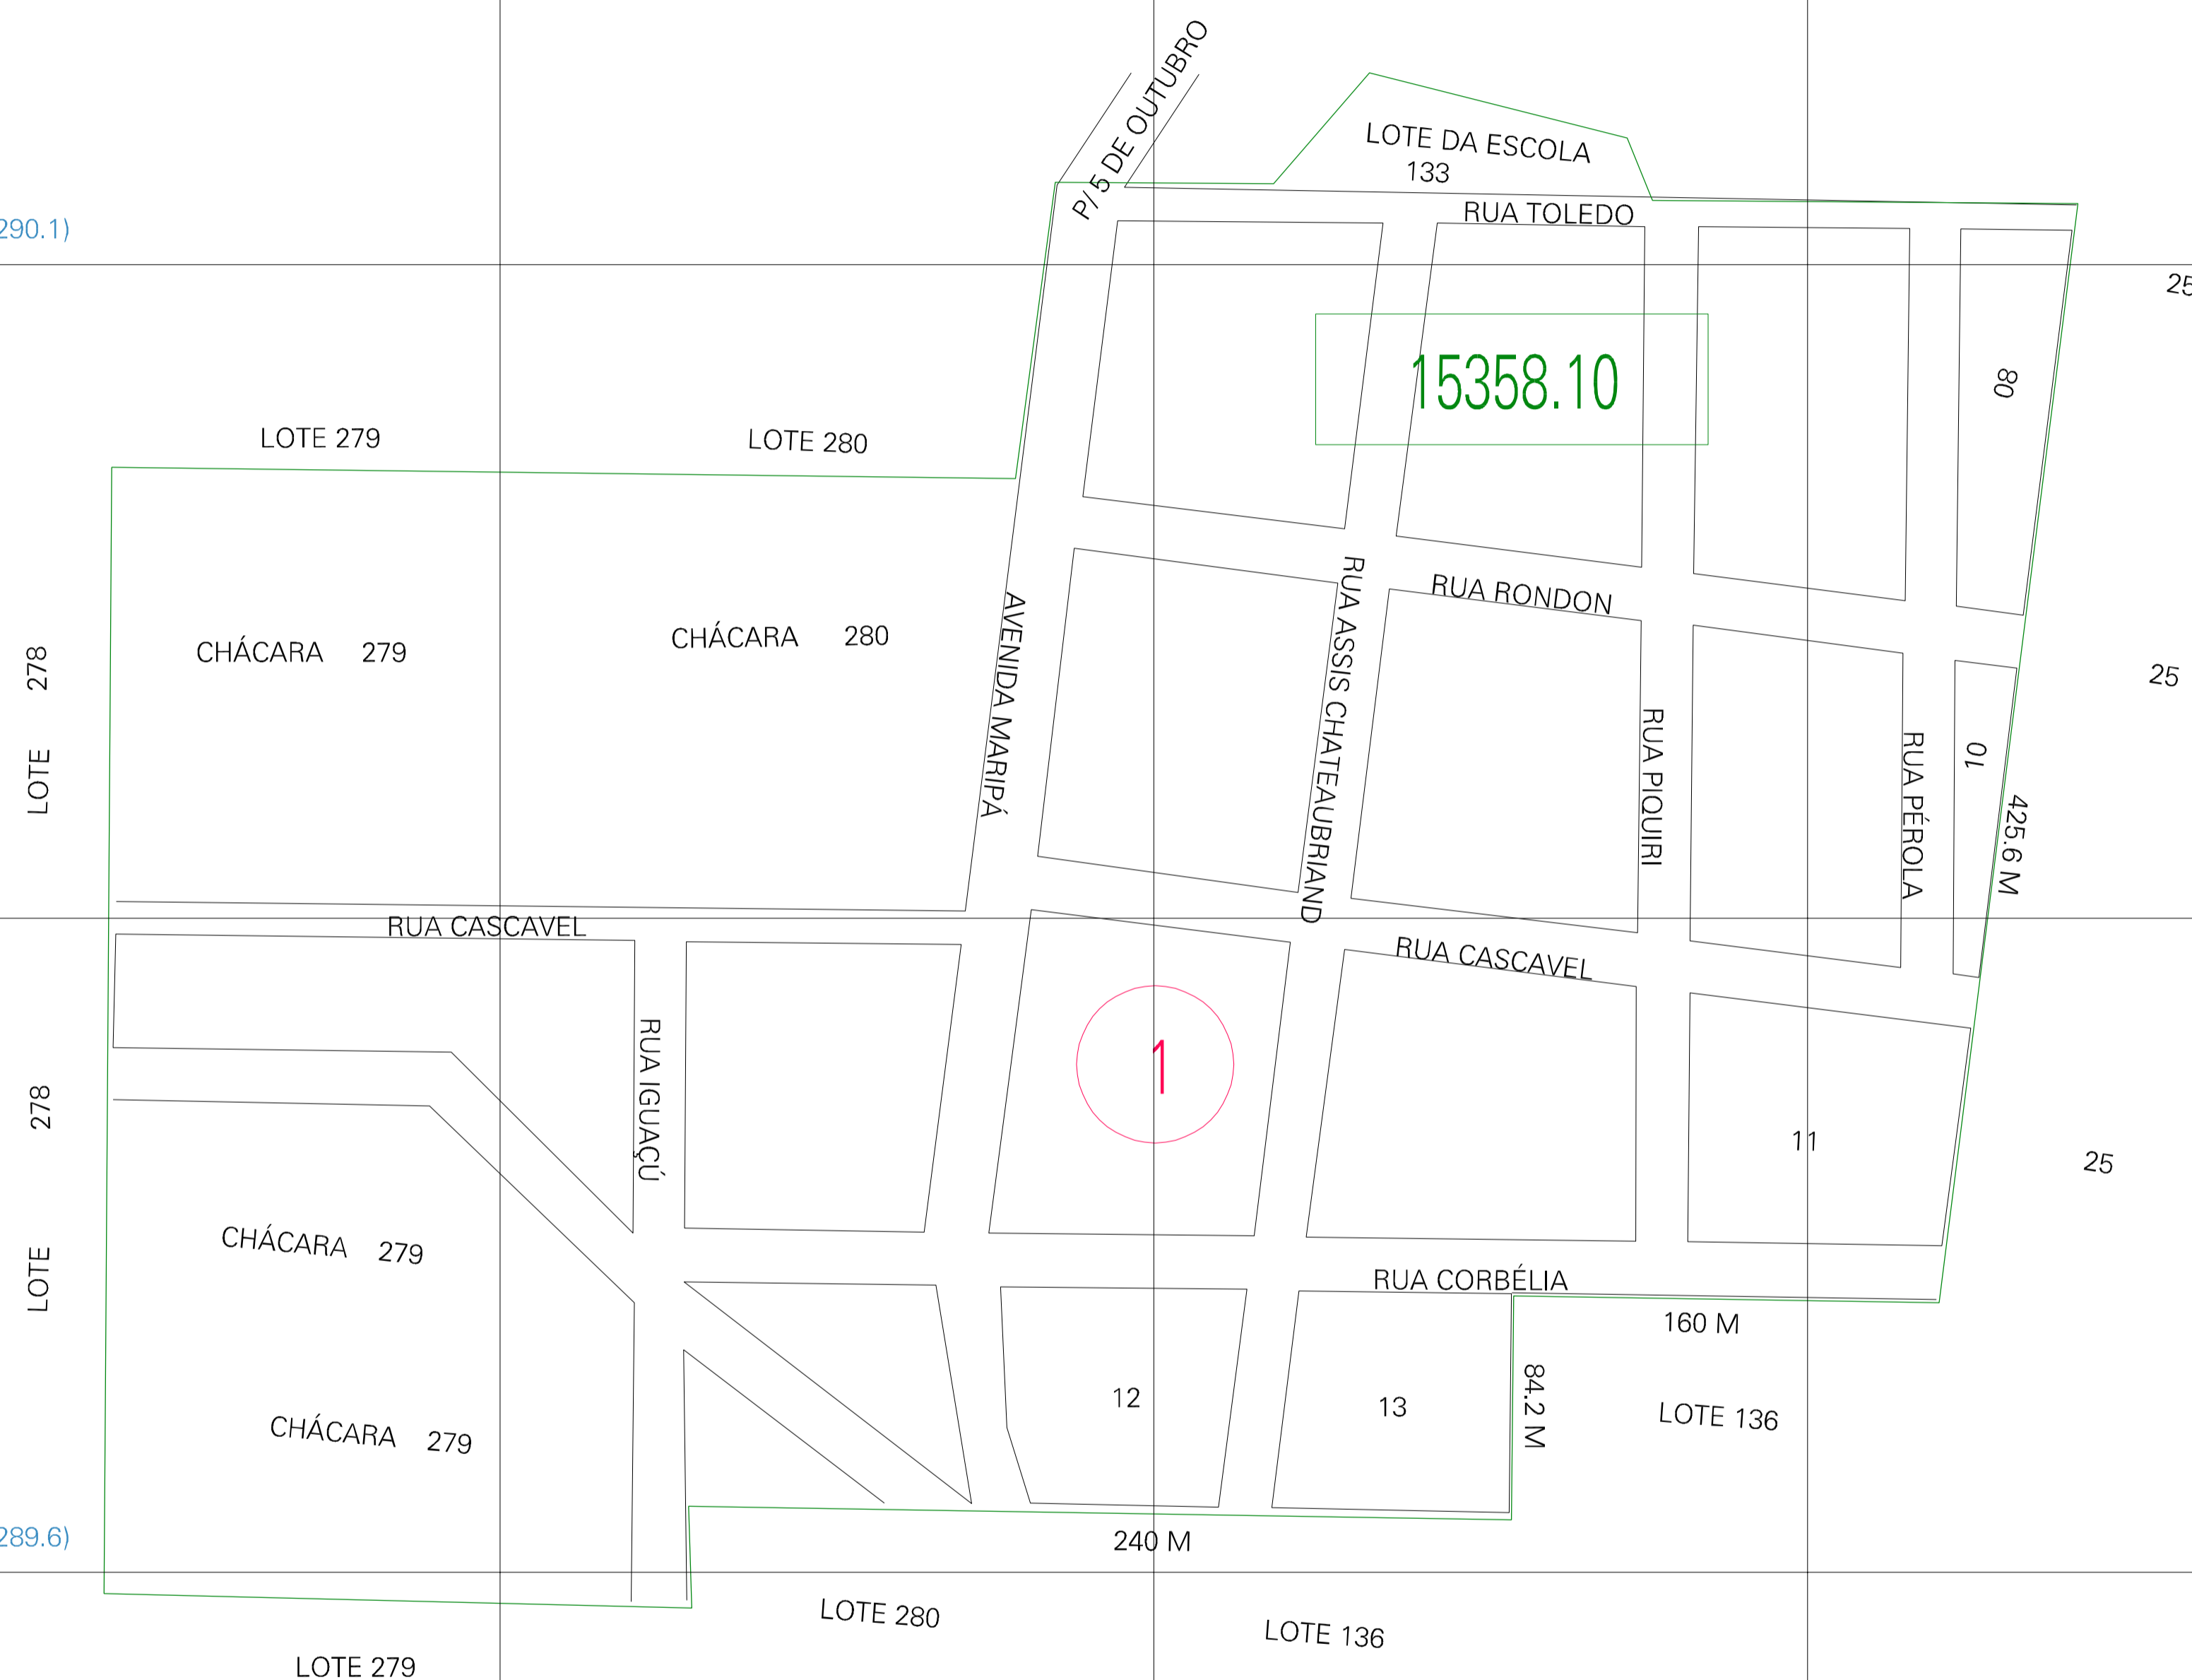 P/ 5 DE OUTUBRO
LOTE DA ESCOLA
133
RUA TOLEDO
290.1)
25
15358.10
80
LOTE 279
LOTE 280
RUA RONDON
CHÁCARA 279
CHÁCARA 280
LOTE 278
AVENIDA MARIPÁ
RUA ASSIS CHATEAUBRIAND
RUA PIQUIRI
RUA PÉROLA
10
25
425.6 M
RUA CASCAVEL
RUA CASCAVEL
RUA IGUAÇÚ
1
11
25
LOTE 278
CHÁCARA 279
RUA CORBÉLIA
160 M
84.2 M
12
13
LOTE 136
CHÁCARA 279
289.6)
240 M
LOTE 280
LOTE 136
LOTE 279